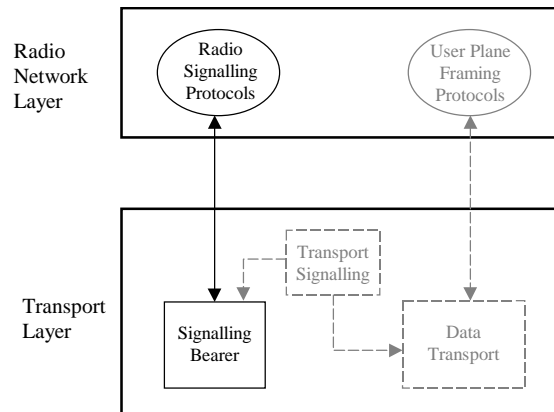 Radio
Network
Layer
Radio
Signalling
Protocols
User Plane
Framing
Protocols
Transport
Layer
Transport
Signalling
Signalling
Bearer
Data
Transport